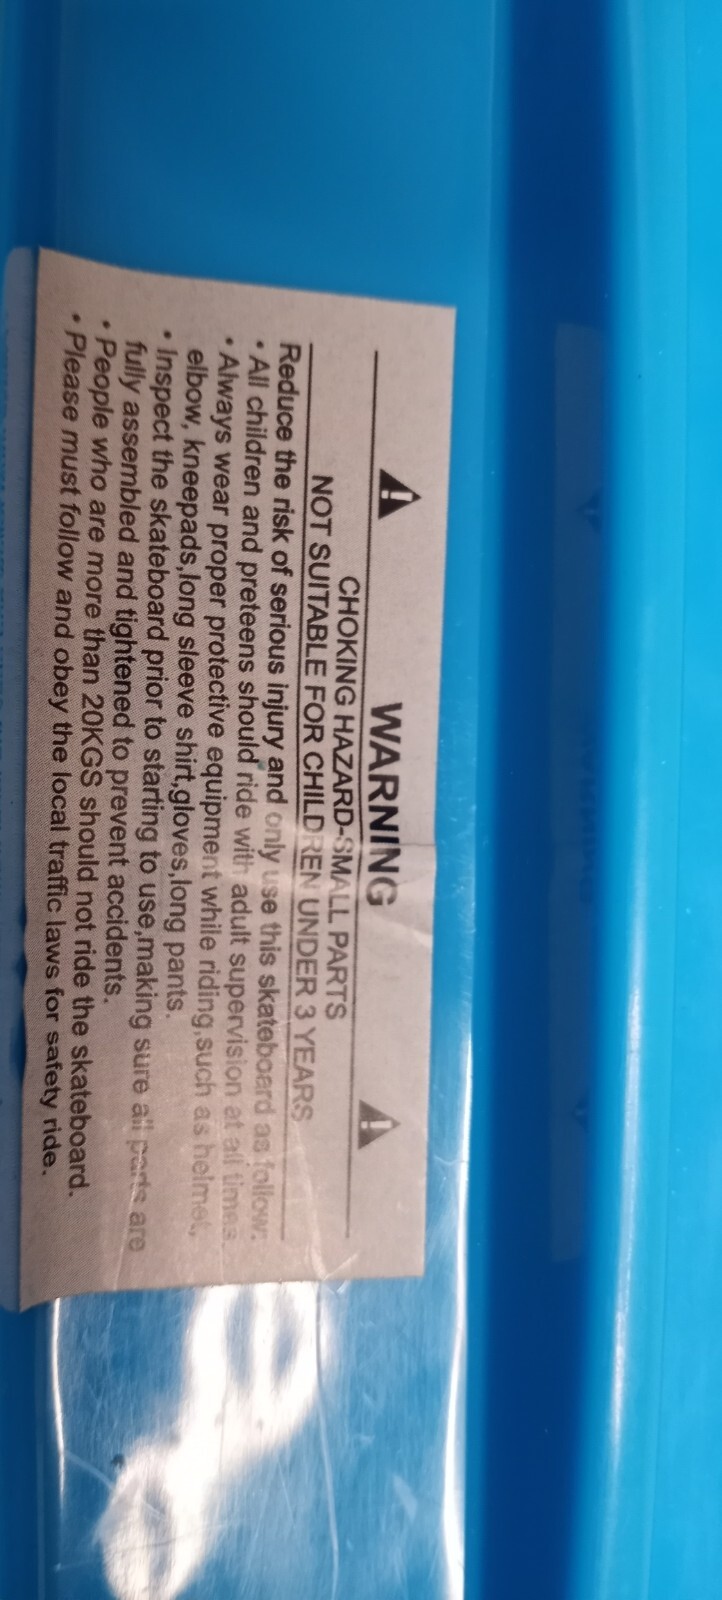 WARNING
CHOKING HAZARD-SMALL PARTS
NOT SUITABLE FOR CHILDREN UNDER 3 YEARS
Reduce the risk of serious injury and only use this skateboard as follow:
• All children and preteens should ride with adult supervision at all times
• Always wear proper protective equipment while riding,such as helmet,
elbow, kneepads,long sleeve shirt,gloves,long pants.
• Inspect the skateboard prior to starting to use,making sure all parts are
fully assembled and tightened to prevent accidents.
• People who are more than 20KGS should not ride the skateboard.
• Please must follow and obey the local traffic laws for safety ride.